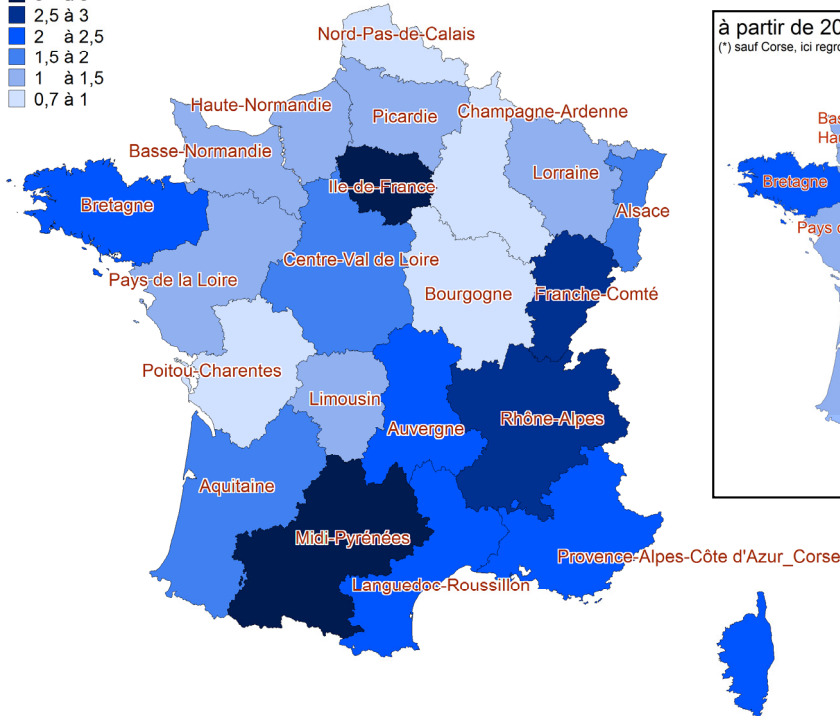 2,5 à 3
2 à 2,5
1,5 à 2
1 à 1,5
0,7 à 1
Nord-Pas-de-Calais
Haute-Normandie
Picardie
Champagne-Ardenne
Basse-Normandie
Ile-de-France
Lorraine
Bretagne
Alsace
Centre-Val de Loire
Pays de la Loire
Bourgogne
Franche-Comté
Poitou-Charentes
Limousin
Auvergne
Rhône-Alpes
Aquitaine
Midi-Pyrénées
Provence-Alpes-Côte d'Azur_Corse
Languedoc-Roussillon
à partir de 20
(*) sauf Corse, ici regro
Bas
Hau
Bretagne
Pays d